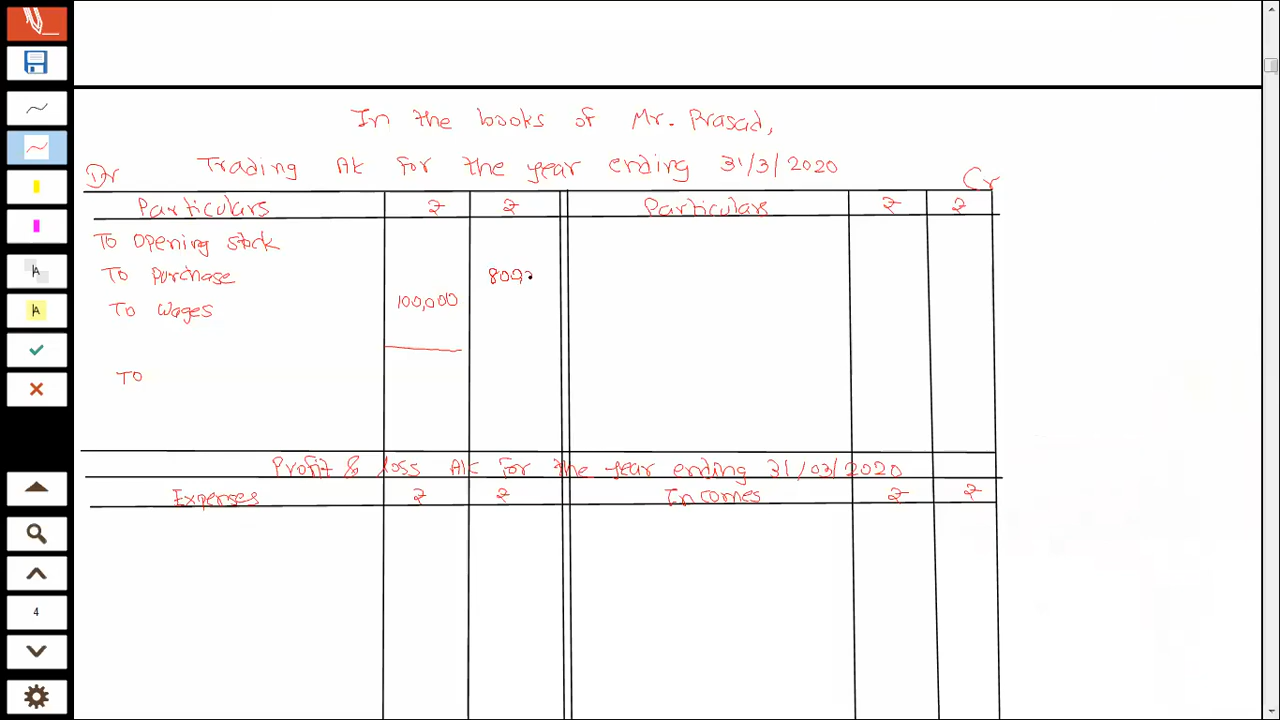 In the books of Mr. Prasad,
Dr Trading A/c for the year ending 31/3/2020 Cr
Particulars ₹ ₹ Particulars ₹ ₹
To Opening stock
To Purchase
To Wages 100,000
To
Profit & loss A/c for the year ending 31/03/2020
Expenses ₹ ₹ Incomes ₹ ₹
A
A
4